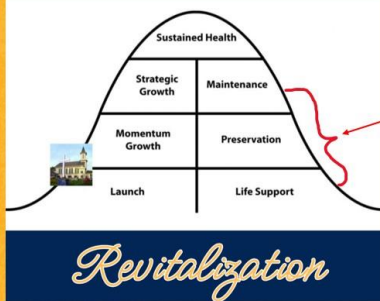 Sustained Health
Strategic
Growth
Maintenance
Momentum
Growth
Preservation
Launch
Life Support
Revitalization